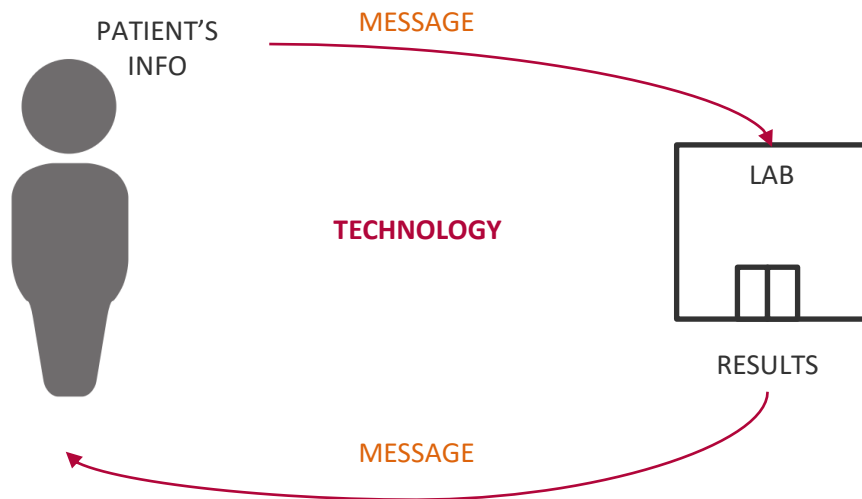 MESSAGE
PATIENT’S
INFO
LAB
TECHNOLOGY
RESULTS
MESSAGE